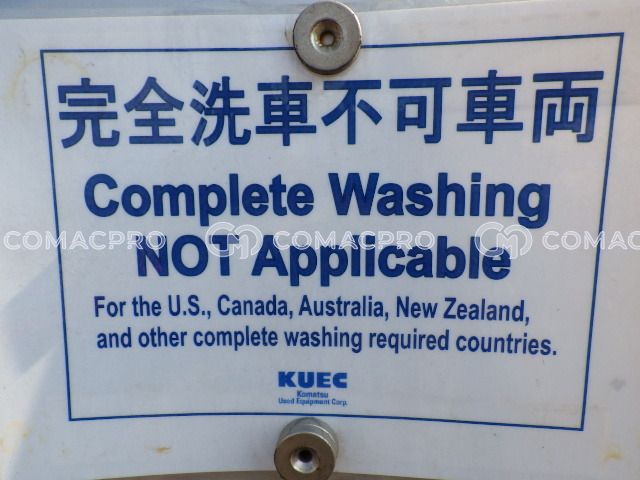 完全洗車不可車両
Complete Washing
NOT Applicable
COMACPRO COMACPRO COMACPRO
For the U.S., Canada, Australia, New Zealand,
and other complete washing required countries.
KUEC
Komatsu
Used Equipment Corp.